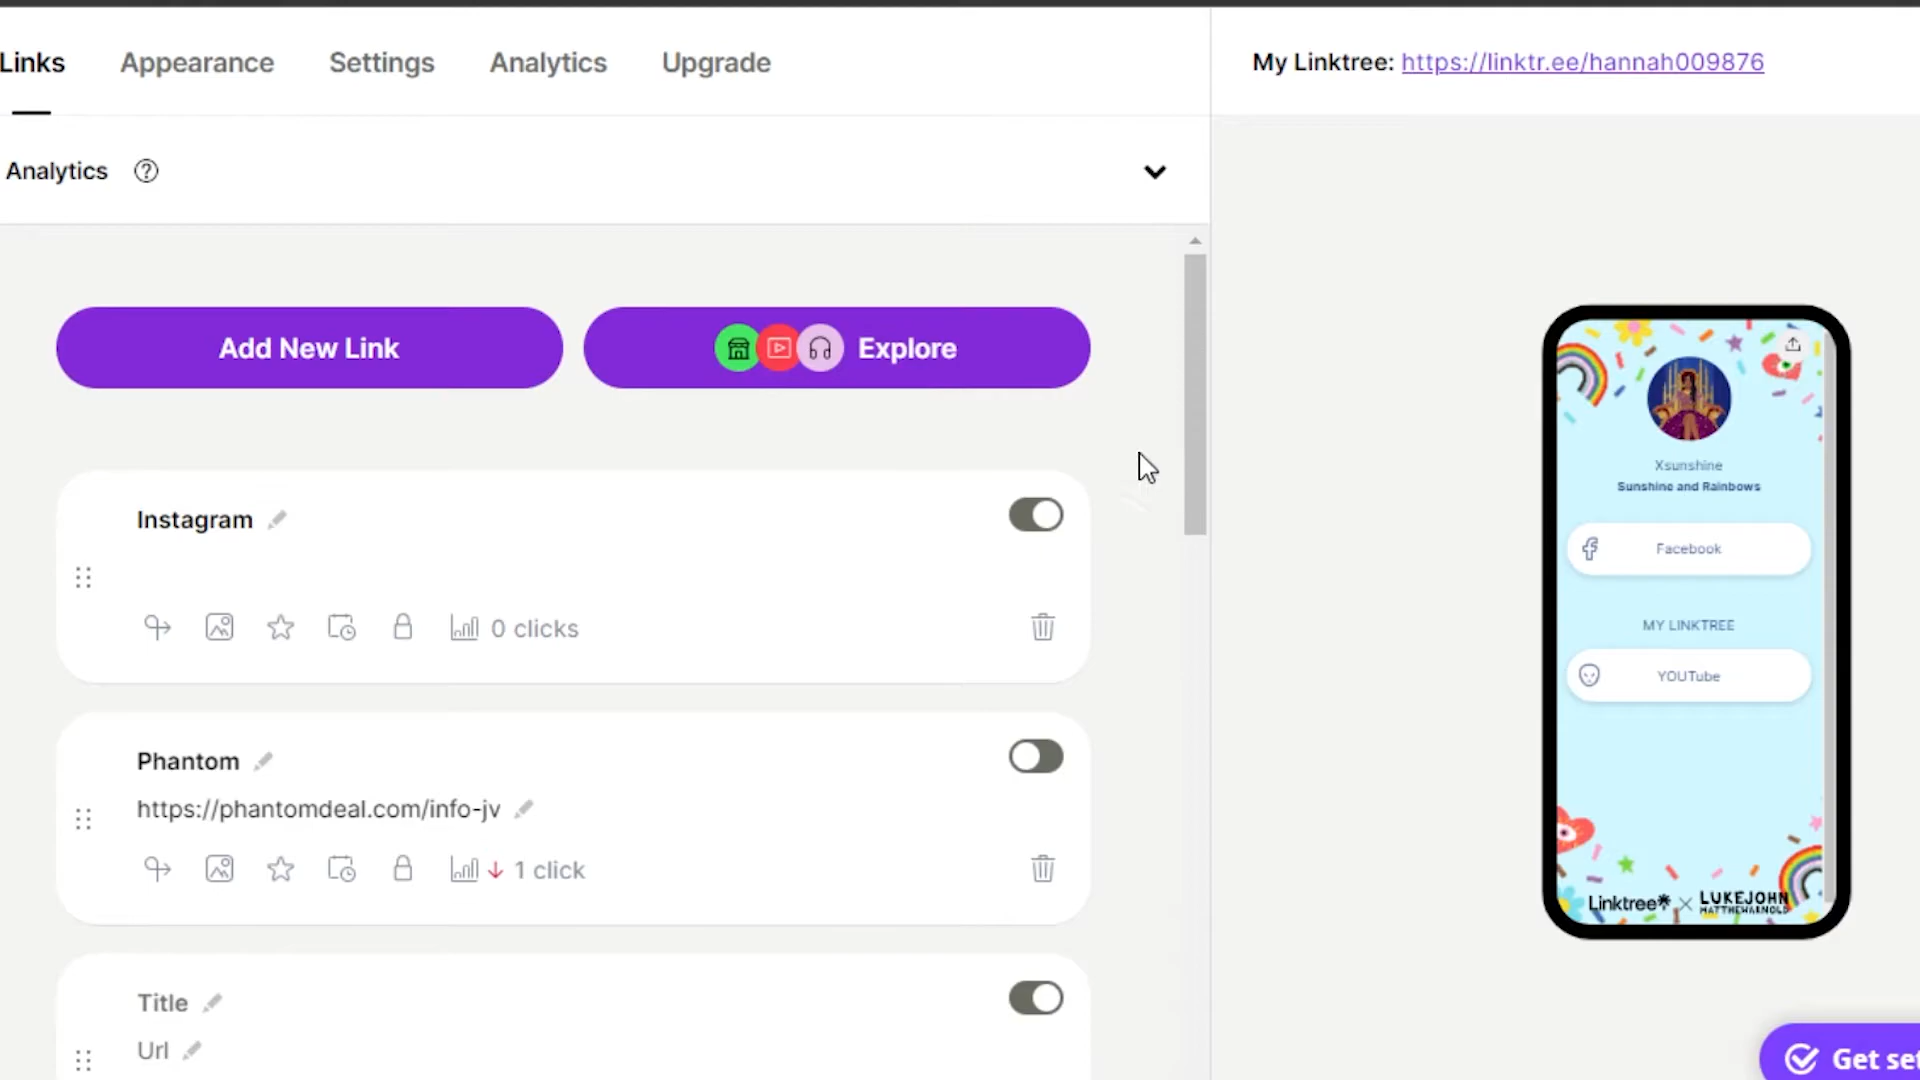 Links Appearance Settings Analytics Upgrade
My Linktree: https://linktr.ee/hannah009876
Analytics ?
Add New Link
Explore
Instagram
0 clicks
Phantom
https://phantomdeal.com/info-jv
1 click
Title
Url
Xsunshine
Sunshine and Rainbows
Facebook
MY LINKTREE
YOUTube
Linktree* × LUKEJOHN
MATTHEWARNOLD
Get set